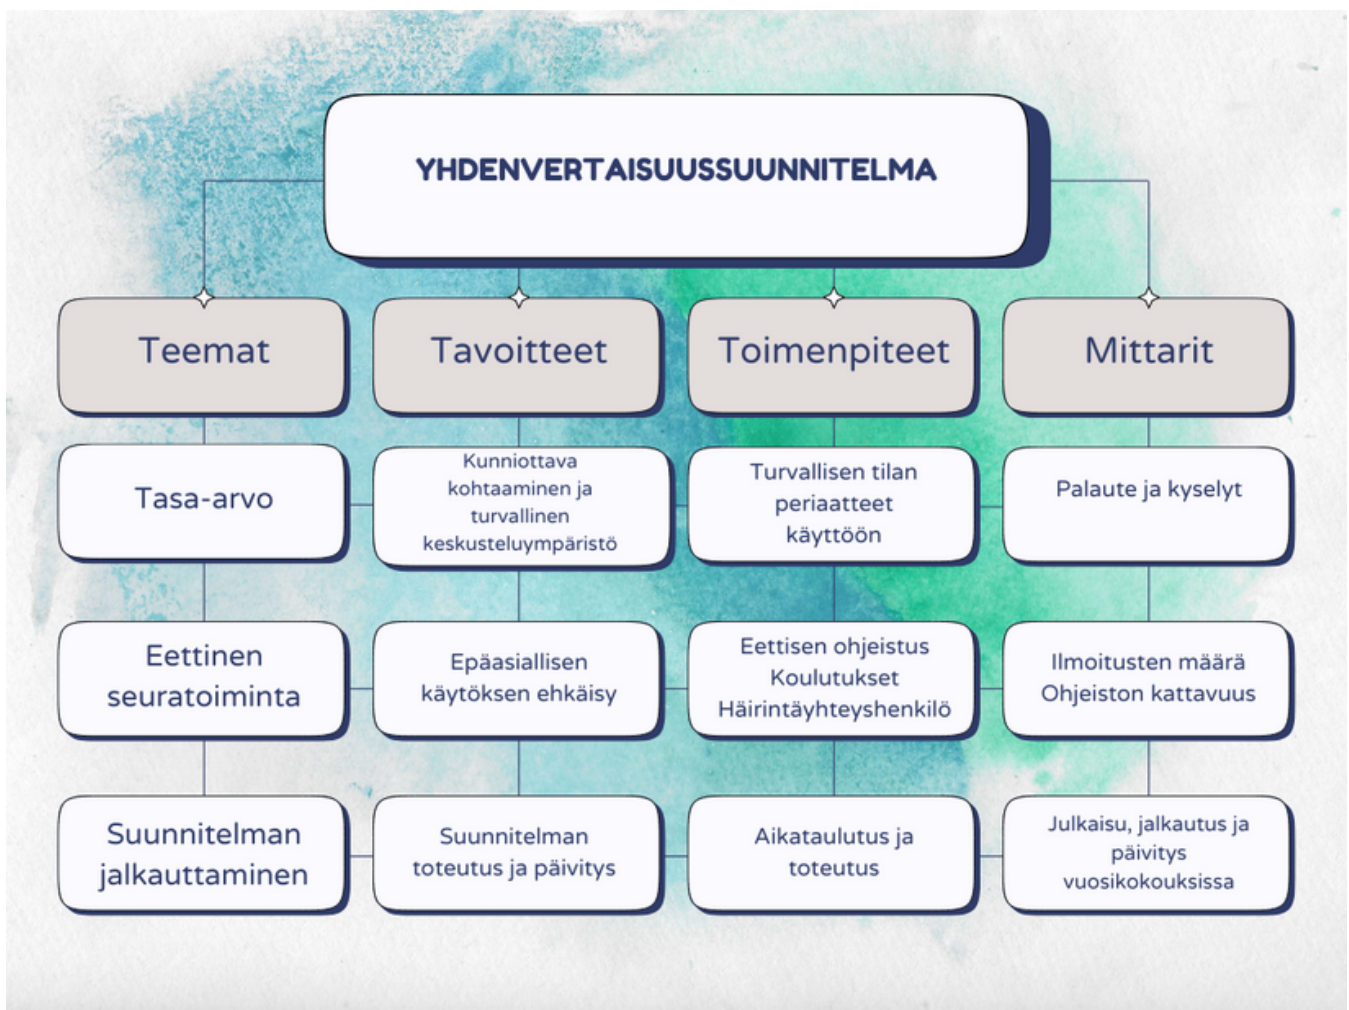 YHDENVERTAISUUSSUUNNITELMA
Teemat
Tavoitteet
Toimenpiteet
Mittarit
Tasa-arvo
Kunniottava
kohtaaminen ja
turvallinen
keskusteluympäristö
Turvallisen tilan
periaatteet
käyttöön
Palaute ja kyselyt
Eettinen
seuratoiminta
Epäasiallisen
käytöksen ehkäisy
Eettisen ohjeistus
Koulutukset
Häirintäyhteyshenkilö
Ilmoitusten määrä
Ohjeiston kattavuus
Suunnitelman
jalkauttaminen
Suunnitelman
toteutus ja päivitys
Aikataulutus ja
toteutus
Julkaisu, jalkautus ja
päivitys
vuosikokouksissa